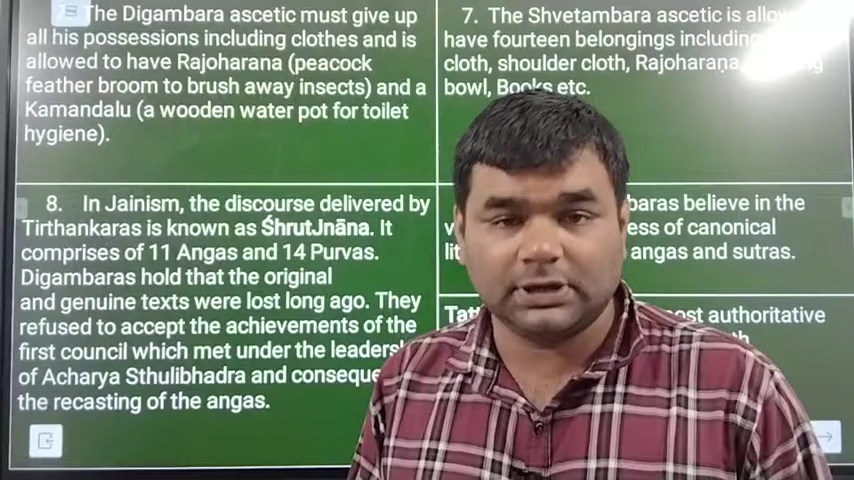 7. The Digambara ascetic must give up
all his possessions including clothes and is
allowed to have Rajoharana (peacock
feather broom to brush away insects) and a
Kamandalu (a wooden water pot for toilet
hygiene).
7. The Shvetambara ascetic is
have fourteen belongings including
cloth, shoulder cloth, Rajoharaṇa,
bowl, Books etc.
8. In Jainism, the discourse delivered by
Tirthankaras is known as ŚhrutJnāna. It
comprises of 11 Angas and 14 Purvas.
Digambaras hold that the original
and genuine texts were lost long ago. They
refused to accept the achievements of the
first council which met under the
of Acharya Sthulibhadra and
the recasting of the angas.
believe in the
of canonical
angas and sutras.
authoritative